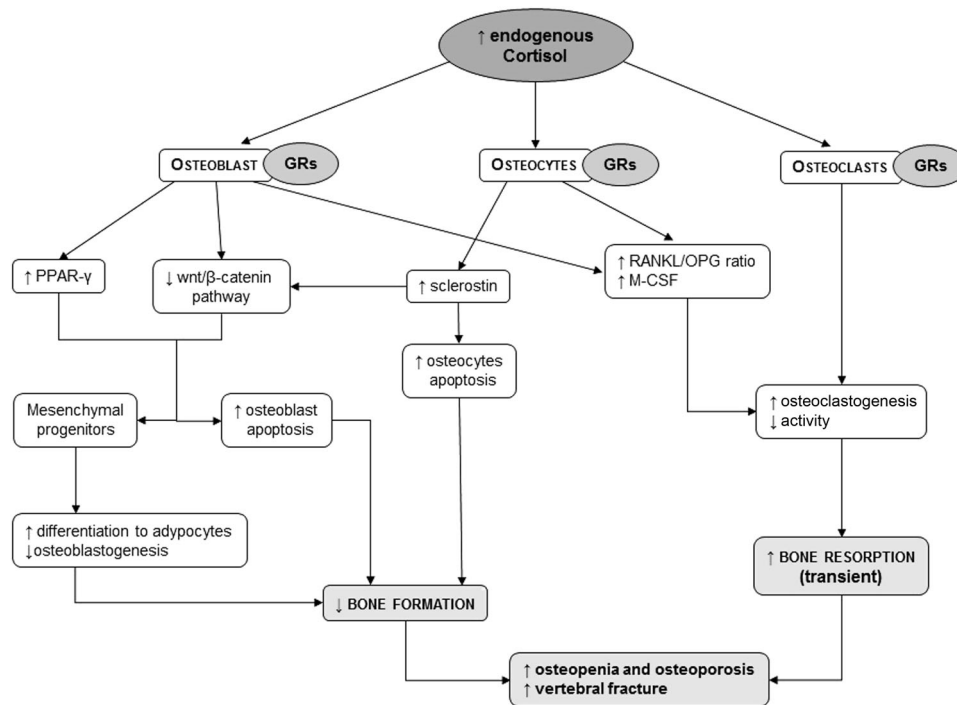 ↑ endogenous
Cortisol
OSTEOBLAST
GRs
OSTEOCYTES
GRs
OSTEOCLASTS
GRs
↑ PPAR-γ
↓ wnt/β-catenin
pathway
↑ sclerostin
↑ RANKL/OPG ratio
↑ M-CSF
↑ osteocytes
apoptosis
Mesenchymal
progenitors
↑ osteoblast
apoptosis
↑ osteoclastogenesis
↓ activity
↑ differentiation to adypocytes
↓osteoblastogenesis
↑ BONE RESORPTION
(transient)
↓ BONE FORMATION
↑ osteopenia and osteoporosis
↑ vertebral fracture